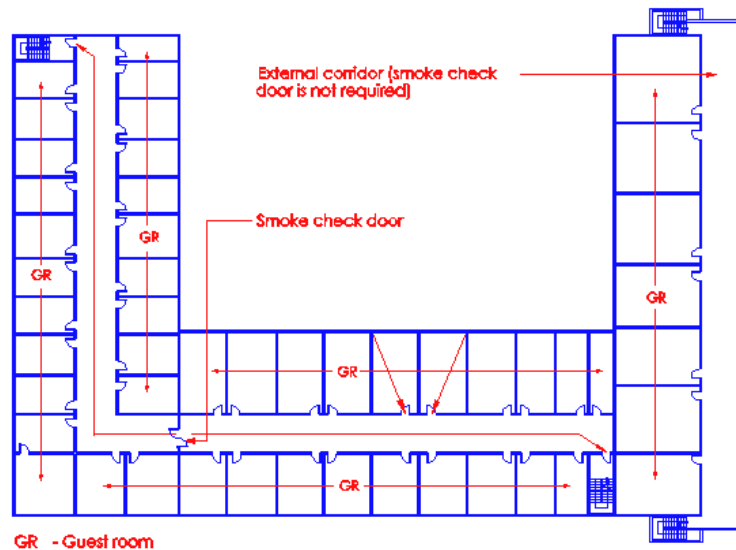 External corridor (smoke check
door is not required)
Smoke check door
GR
GR
GR
GR
GR
GR - Guest room